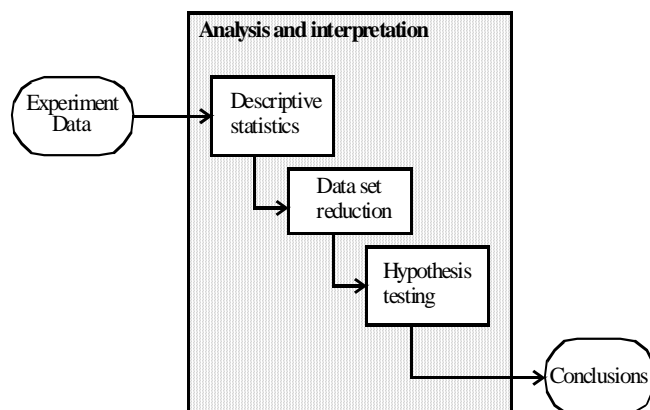 Analysis and interpretation
Experiment
Data
Descriptive
statistics
Data set
reduction
Hypothesis
testing
Conclusions